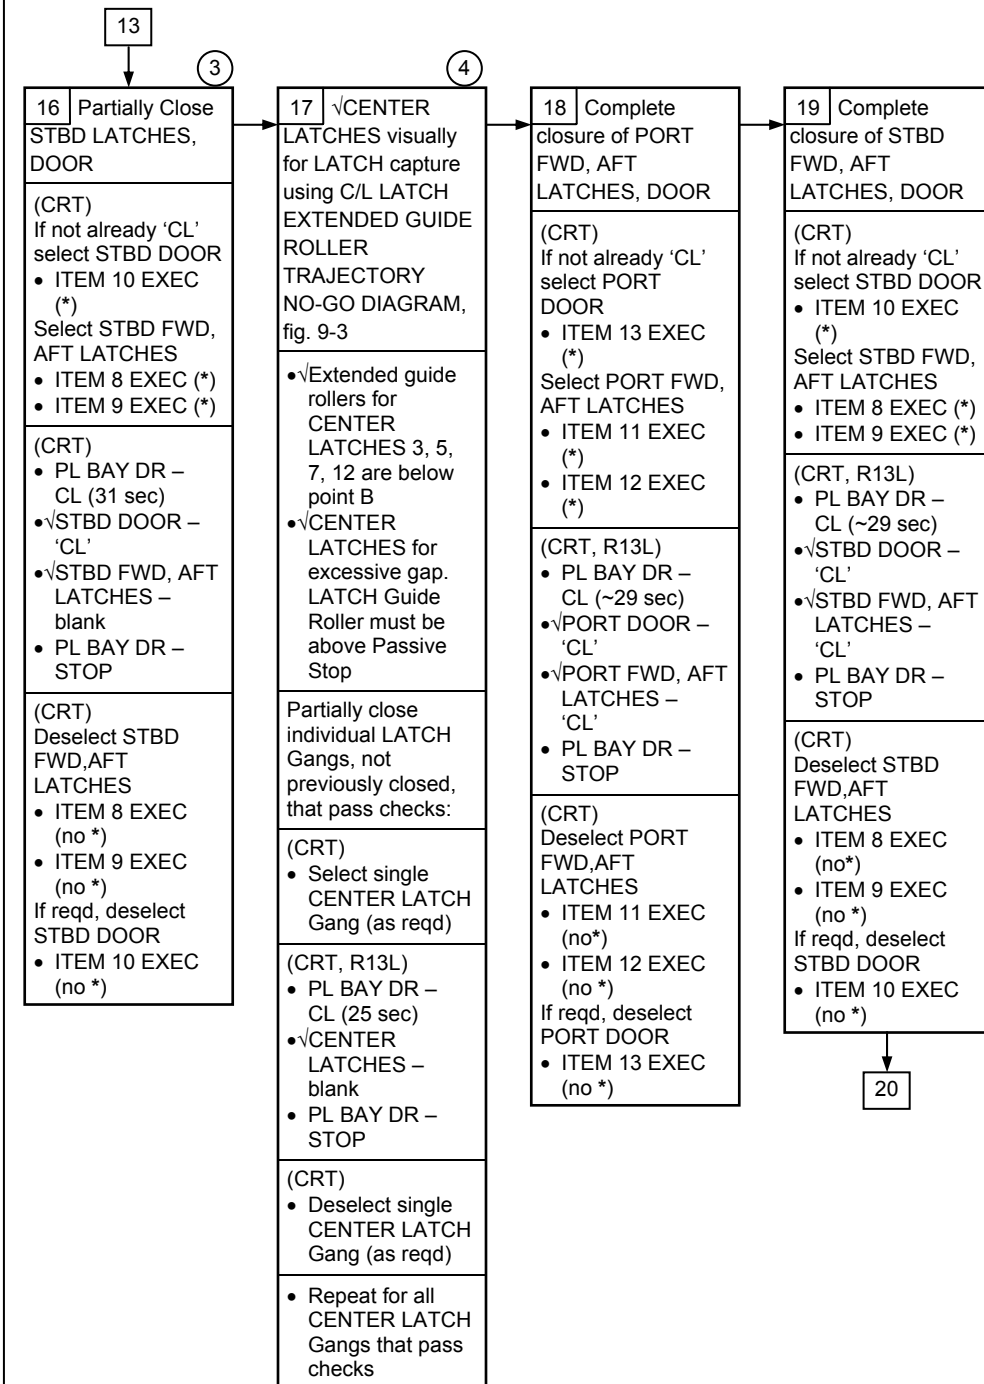 13
3
16 Partially Close
STBD LATCHES,
DOOR
(CRT)
If not already ‘CL’
select STBD DOOR
• ITEM 10 EXEC
(*)
Select STBD FWD,
AFT LATCHES
• ITEM 8 EXEC (*)
• ITEM 9 EXEC (*)
(CRT)
• PL BAY DR –
CL (31 sec)
•√STBD DOOR –
‘CL’
•√STBD FWD, AFT
LATCHES –
blank
• PL BAY DR –
STOP
(CRT)
Deselect STBD
FWD,AFT
LATCHES
• ITEM 8 EXEC
(no *)
• ITEM 9 EXEC
(no *)
If reqd, deselect
STBD DOOR
• ITEM 10 EXEC
(no *)
4
17 √CENTER
LATCHES visually
for LATCH capture
using C/L LATCH
EXTENDED GUIDE
ROLLER
TRAJECTORY
NO-GO DIAGRAM,
fig. 9-3
•√Extended guide
rollers for
CENTER
LATCHES 3, 5,
7, 12 are below
point B
•√CENTER
LATCHES for
excessive gap.
LATCH Guide
Roller must be
above Passive
Stop
Partially close
individual LATCH
Gangs, not
previously closed,
that pass checks:
(CRT)
• Select single
CENTER LATCH
Gang (as reqd)
(CRT, R13L)
• PL BAY DR –
CL (25 sec)
•√CENTER
LATCHES –
blank
• PL BAY DR –
STOP
(CRT)
• Deselect single
CENTER LATCH
Gang (as reqd)
• Repeat for all
CENTER LATCH
Gangs that pass
checks
18 Complete
closure of PORT
FWD, AFT
LATCHES, DOOR
(CRT)
If not already ‘CL’
select PORT
DOOR
• ITEM 13 EXEC
(*)
Select PORT FWD,
AFT LATCHES
• ITEM 11 EXEC
(*)
• ITEM 12 EXEC
(*)
(CRT, R13L)
• PL BAY DR –
CL (~29 sec)
•√PORT DOOR –
‘CL’
•√PORT FWD, AFT
LATCHES –
‘CL’
• PL BAY DR –
STOP
(CRT)
Deselect PORT
FWD,AFT
LATCHES
• ITEM 11 EXEC
(no*)
• ITEM 12 EXEC
(no *)
If reqd, deselect
PORT DOOR
• ITEM 13 EXEC
(no *)
19 Complete
closure of STBD
FWD, AFT
LATCHES, DOOR
(CRT)
If not already ‘CL’
select STBD DOOR
• ITEM 10 EXEC
(*)
Select STBD FWD,
AFT LATCHES
• ITEM 8 EXEC (*)
• ITEM 9 EXEC (*)
(CRT, R13L)
• PL BAY DR –
CL (~29 sec)
•√STBD DOOR –
‘CL’
•√STBD FWD, AFT
LATCHES –
‘CL’
• PL BAY DR –
STOP
(CRT)
Deselect STBD
FWD,AFT
LATCHES
• ITEM 8 EXEC
(no*)
• ITEM 9 EXEC
(no *)
If reqd, deselect
STBD DOOR
• ITEM 10 EXEC
(no *)
20